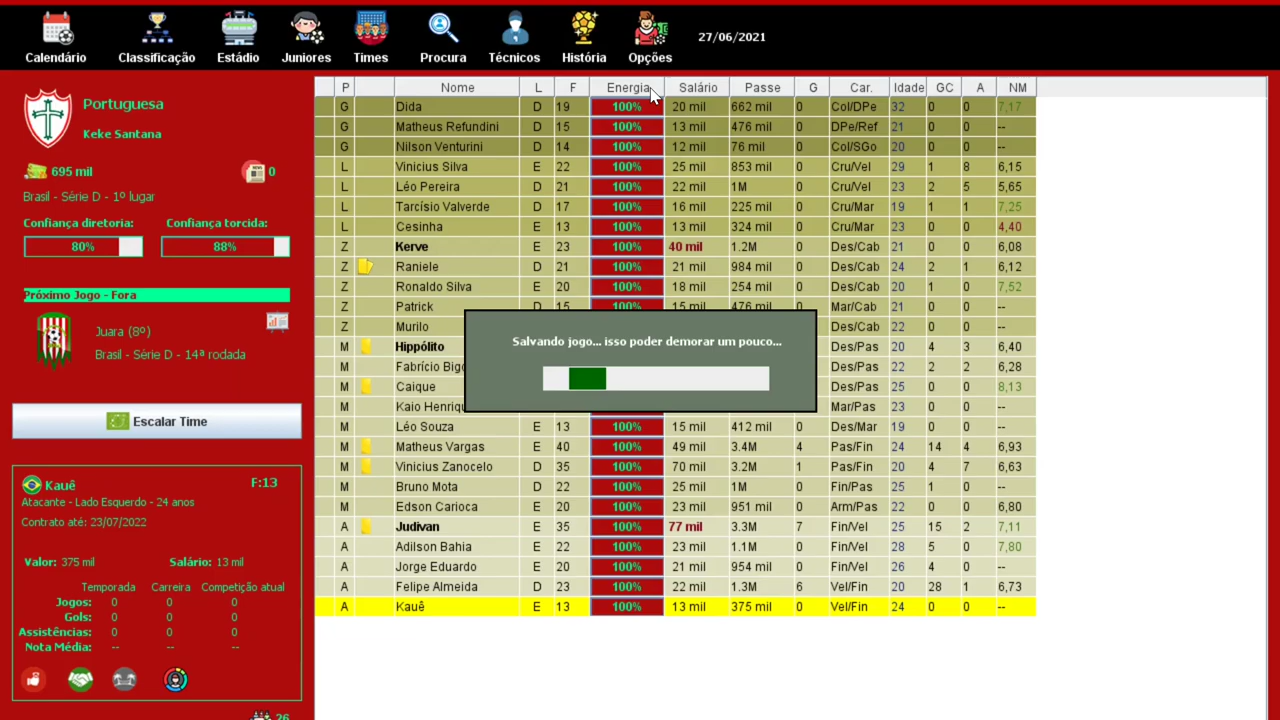 Calendário Classificação Estádio Juniores Times Procura Técnicos História Opções 27/06/2021
Portuguesa
Keke Santana
695 mil 0
Brasil - Série D - 1º lugar
Confiança diretoria: Confiança torcida:
80% 88%
Próximo Jogo - Fora
Juara (8º)
Brasil - Série D - 14ª rodada
Escalar Time
Kauê F:13
Atacante - Lado Esquerdo - 24 anos
Contrato até: 23/07/2022
Valor: 375 mil Salário: 13 mil
Temporada Carreira Competição atual
Jogos: 0 0 0
Gols: 0 0 0
Assistências: 0 0 0
Nota Média: -- -- --
26
P Nome L F Energia Salário Passe G Car. Idade GC A NM
G Dida D 19 100% 20 mil 662 mil 0 Col/DPe 32 0 0 7,17
G Matheus Refundini D 15 100% 13 mil 476 mil 0 DPe/Ref 21 0 0 --
G Nilson Venturini D 14 100% 12 mil 76 mil 0 Col/SGo 20 0 0 --
L Vinicius Silva E 22 100% 25 mil 853 mil 0 Cru/Vel 29 1 8 6,15
L Léo Pereira D 21 100% 22 mil 1M 0 Cru/Vel 23 2 5 5,65
L Tarcísio Valverde D 17 100% 16 mil 225 mil 0 Cru/Mar 19 1 1 7,25
L Cesinha E 13 100% 13 mil 324 mil 0 Cru/Mar 23 0 0 4,40
Z Kerve E 23 100% 40 mil 1.2M 0 Des/Cab 21 0 0 6,08
Z Raniele D 21 100% 21 mil 984 mil 0 Des/Cab 24 2 1 6,12
Z Ronaldo Silva E 20 100% 18 mil 254 mil 0 Des/Cab 20 1 0 7,52
Z Patrick D 15 100% 15 mil 476 mil 0 Mar/Cab 21 0 0 --
Z Murilo Des/Cab 22 0 0 --
M Hippólito Des/Pas 20 4 3 6,40
M Fabrício Bigo Des/Pas 22 2 2 6,28
M Caique Des/Pas 25 0 0 8,13
M Kaio Henriqu Mar/Pas 23 0 0 --
M Léo Souza E 13 100% 15 mil 412 mil 0 Des/Mar 19 0 0 --
M Matheus Vargas E 40 100% 49 mil 3.4M 4 Pas/Fin 24 14 4 6,93
M Vinicius Zanocelo D 35 100% 70 mil 3.2M 1 Pas/Fin 20 4 7 6,63
M Bruno Mota D 22 100% 25 mil 1M 0 Fin/Pas 25 1 0 --
M Edson Carioca E 20 100% 23 mil 951 mil 0 Arm/Pas 22 0 0 6,80
A Judivan E 35 100% 77 mil 3.3M 7 Fin/Vel 25 15 2 7,11
A Adilson Bahia E 22 100% 23 mil 1.1M 0 Fin/Vel 28 5 0 7,80
A Jorge Eduardo E 20 100% 21 mil 954 mil 0 Fin/Vel 26 4 0 --
A Felipe Almeida D 23 100% 22 mil 1.3M 6 Vel/Fin 20 28 1 6,73
A Kauê E 13 100% 13 mil 375 mil 0 Vel/Fin 24 0 0 --
Salvando jogo... isso poder demorar um pouco...